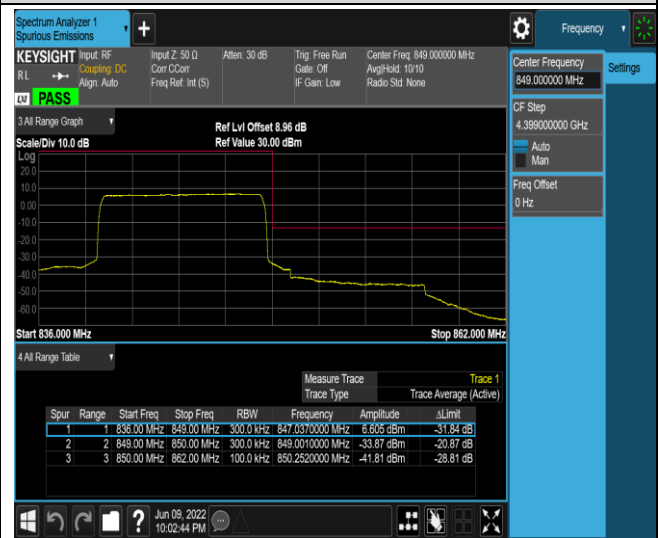 Spectrum Analyzer 1
Spurious Emissions
+
Frequency
KEYSIGHT
RL
PASS
Input: RF
Coupling: DC
Align: Auto
Input Z: 50 Ω
Corr CCorr
Freq Ref: Int (S)
Atten: 30 dB
Trig: Free Run
Gate: Off
IF Gain: Low
Center Freq: 849.000000 MHz
Avg|Hold: 10/10
Radio Std: None
Center Frequency
849.000000 MHz
Settings
CF Step
4.399000000 GHz
Auto
Man
Freq Offset
0 Hz
3 All Range Graph
Scale/Div 10.0 dB
Ref Lvl Offset 8.96 dB
Ref Value 30.00 dBm
Log
20.0
10.0
0.00
-10.0
-20.0
-30.0
-40.0
-50.0
-60.0
Start 836.000 MHz
Stop 862.000 MHz
4 All Range Table
Measure Trace Trace 1
Trace Type Trace Average (Active)
Spur Range Start Freq Stop Freq RBW Frequency Amplitude ΔLimit
1 1 836.00 MHz 849.00 MHz 300.0 kHz 847.0370000 MHz 6.605 dBm -31.84 dB
2 2 849.00 MHz 850.00 MHz 300.0 kHz 849.0010000 MHz -33.87 dBm -20.87 dB
3 3 850.00 MHz 862.00 MHz 100.0 kHz 850.2520000 MHz -41.81 dBm -28.81 dB
?
Jun 09, 2022
10:02:44 PM